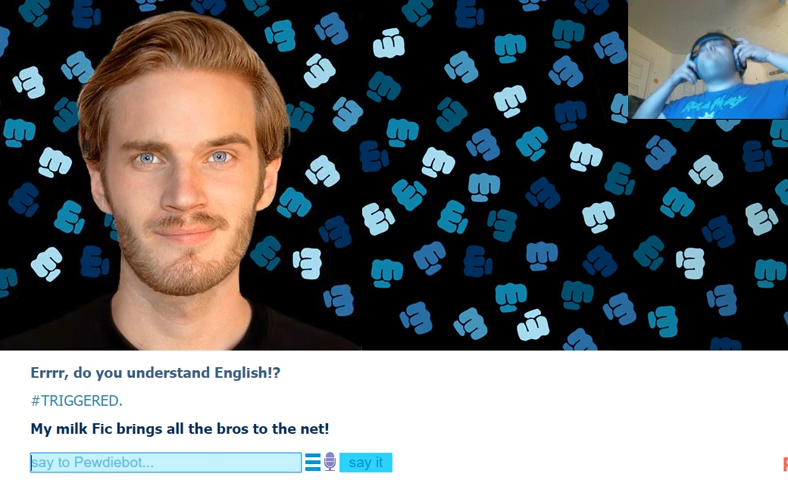 Errrr, do you understand English!?
#TRIGGERED.
My milk Fic brings all the bros to the net!
say to Pewdiebot...
say it